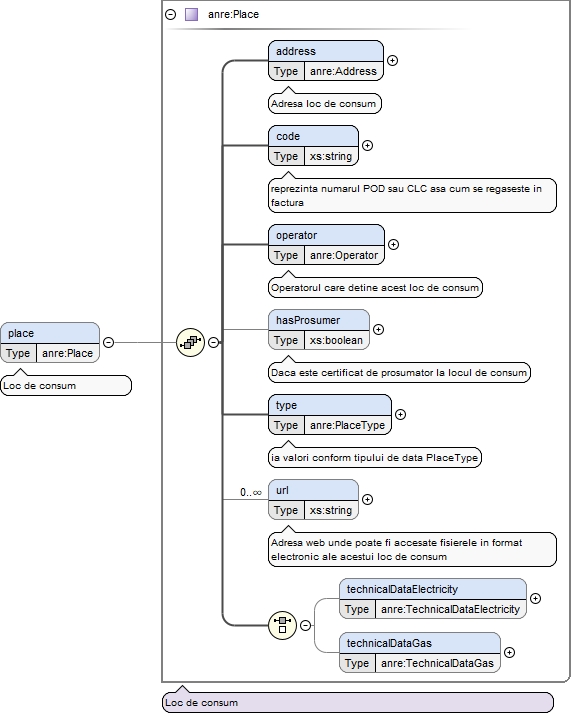 anre:Place
address
Type anre:Address
Adresa loc de consum
code
Type xs:string
reprezinta numarul POD sau CLC asa cum se regaseste in
factura
operator
Type anre:Operator
Operatorul care detine acest loc de consum
place
Type anre:Place
Loc de consum
hasProsumer
Type xs:boolean
Daca este certificat de prosumator la locul de consum
type
Type anre:PlaceType
ia valori conform tipului de data PlaceType
0..∞
url
Type xs:string
Adresa web unde poate fi accesate fisierele in format
electronic ale acestui loc de consum
technicalDataElectricity
Type anre:TechnicalDataElectricity
technicalDataGas
Type anre:TechnicalDataGas
Loc de consum